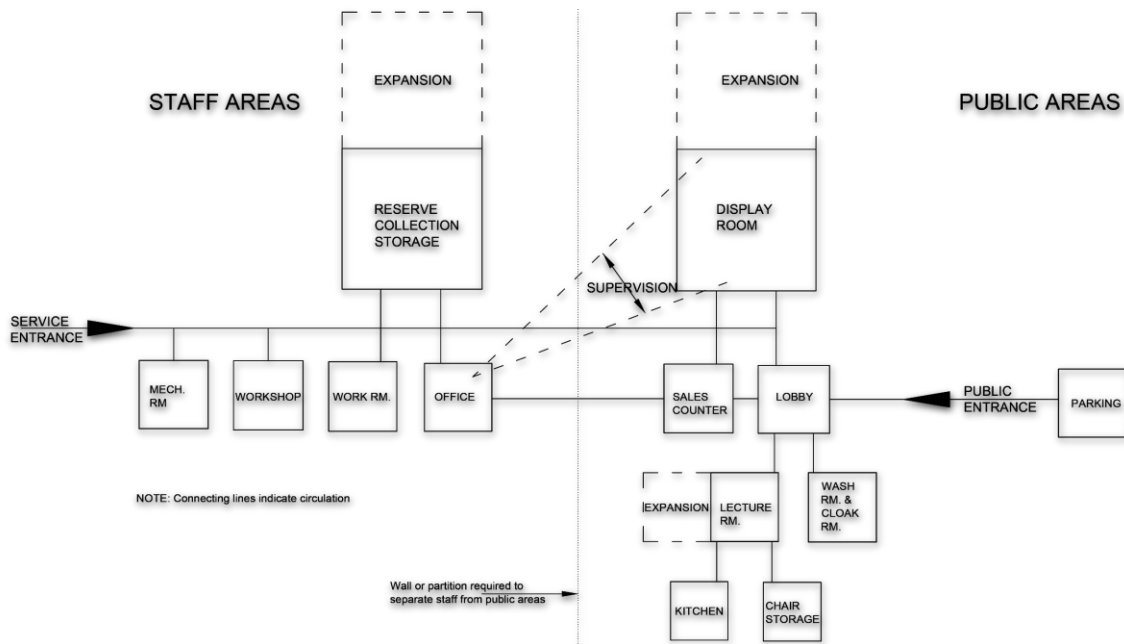 EXPANSION
EXPANSION
STAFF AREAS
PUBLIC AREAS
RESERVE
COLLECTION
STORAGE
DISPLAY
ROOM
SUPERVISION
SERVICE
ENTRANCE
MECH.
RM
WORKSHOP
WORK RM.
OFFICE
SALES
COUNTER
LOBBY
PUBLIC
ENTRANCE
PARKING
NOTE: Connecting lines indicate circulation
EXPANSION
LECTURE
RM.
WASH
RM. &
CLOAK
RM.
Wall or partition required to
separate staff from public areas
KITCHEN
CHAIR
STORAGE